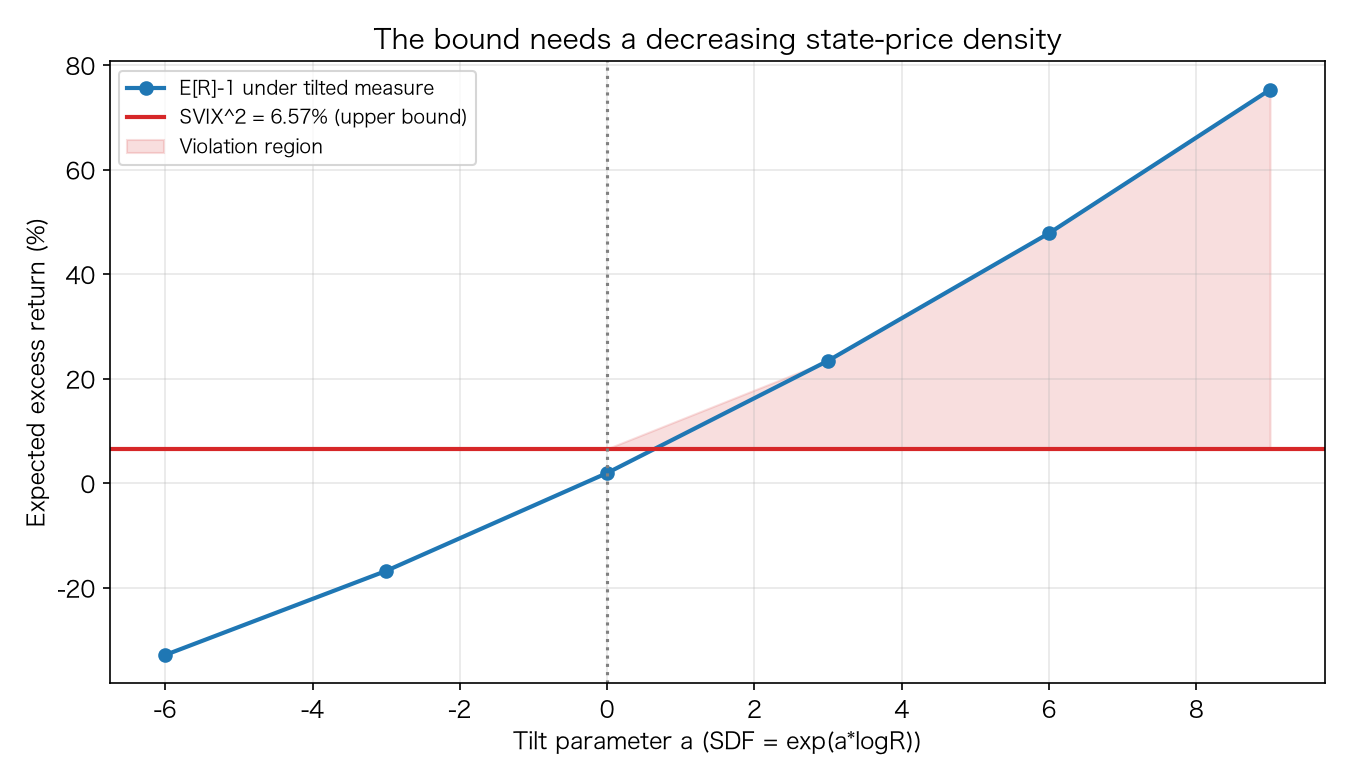 The bound needs a decreasing state-price density
E[R]-1 under tilted measure
SVIX^2 = 6.57% (upper bound)
Violation region
Expected excess return (%)
80
60
40
20
0
-20
-6
-4
-2
0
2
4
6
8
Tilt parameter a (SDF = exp(a*logR))